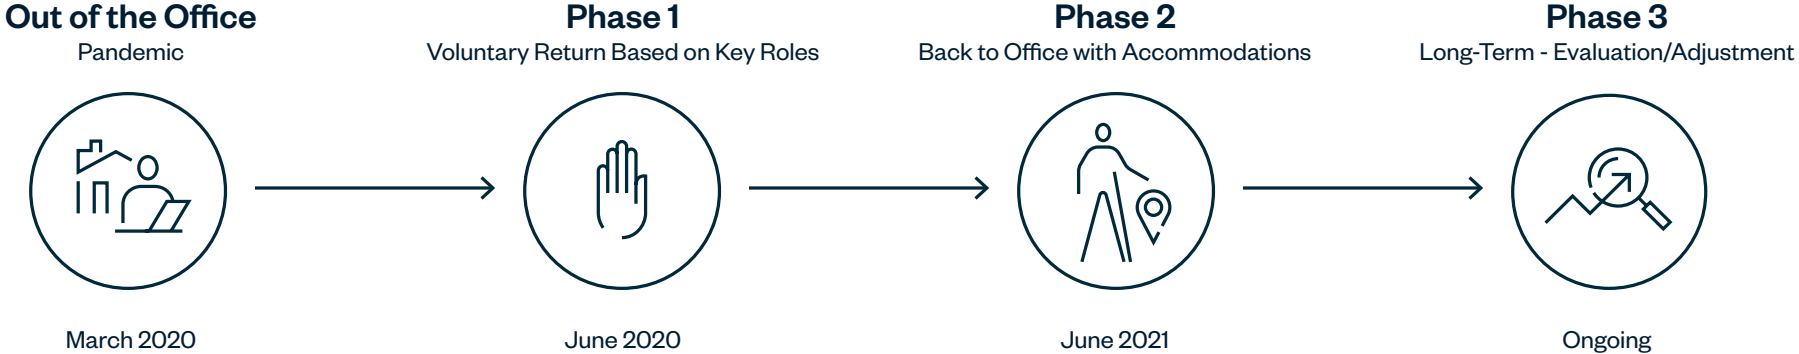 Out of the Office
Pandemic
March 2020
Phase 1
Voluntary Return Based on Key Roles
June 2020
Phase 2
Back to Office with Accommodations
June 2021
Phase 3
Long-Term - Evaluation/Adjustment
Ongoing